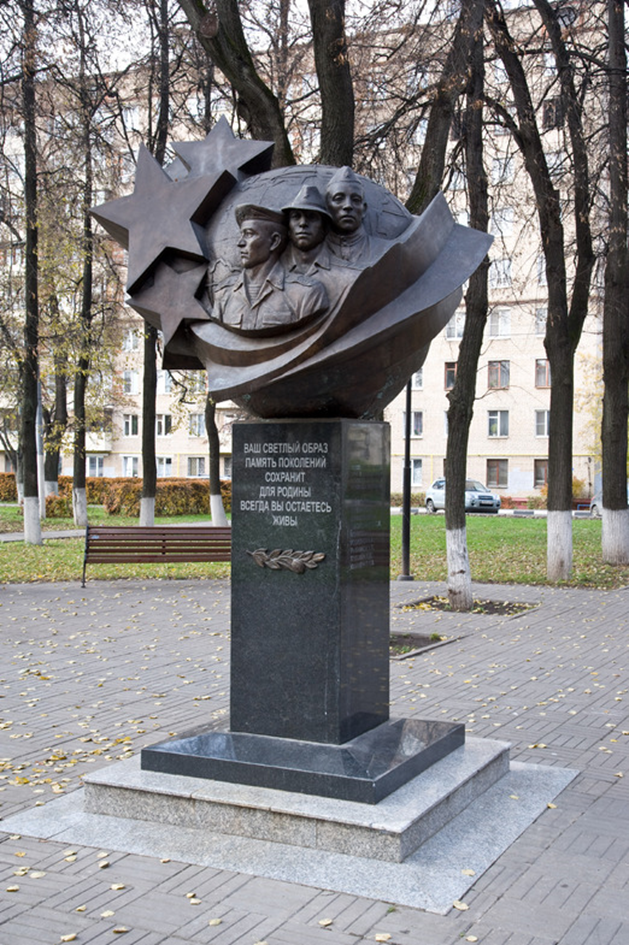 ВАШ СВЕТЛЫЙ ОБРАЗ
ПАМЯТЬ ПОКОЛЕНИЙ
СОХРАНИТ
ДЛЯ РОДИНЫ
ВСЕГДА ВЫ ОСТАЕТЕСЬ
ЖИВЫ